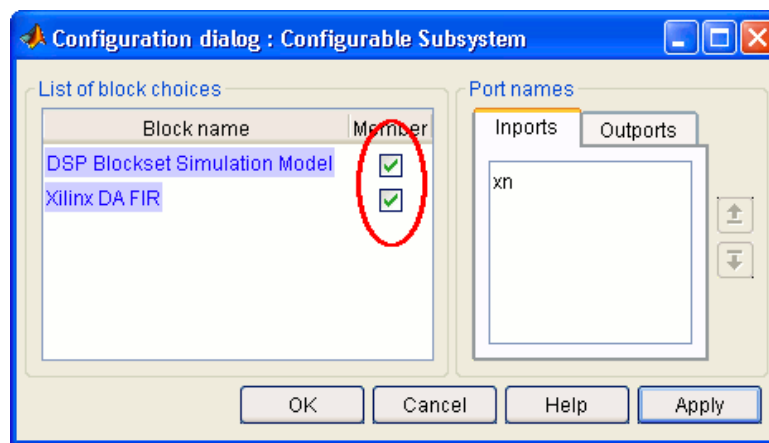 Configuration dialog : Configurable Subsystem
List of block choices
Port names
Block name Member
Inports Outports
DSP Blockset Simulation Model
Xilinx DA FIR
xn
OK Cancel Help Apply